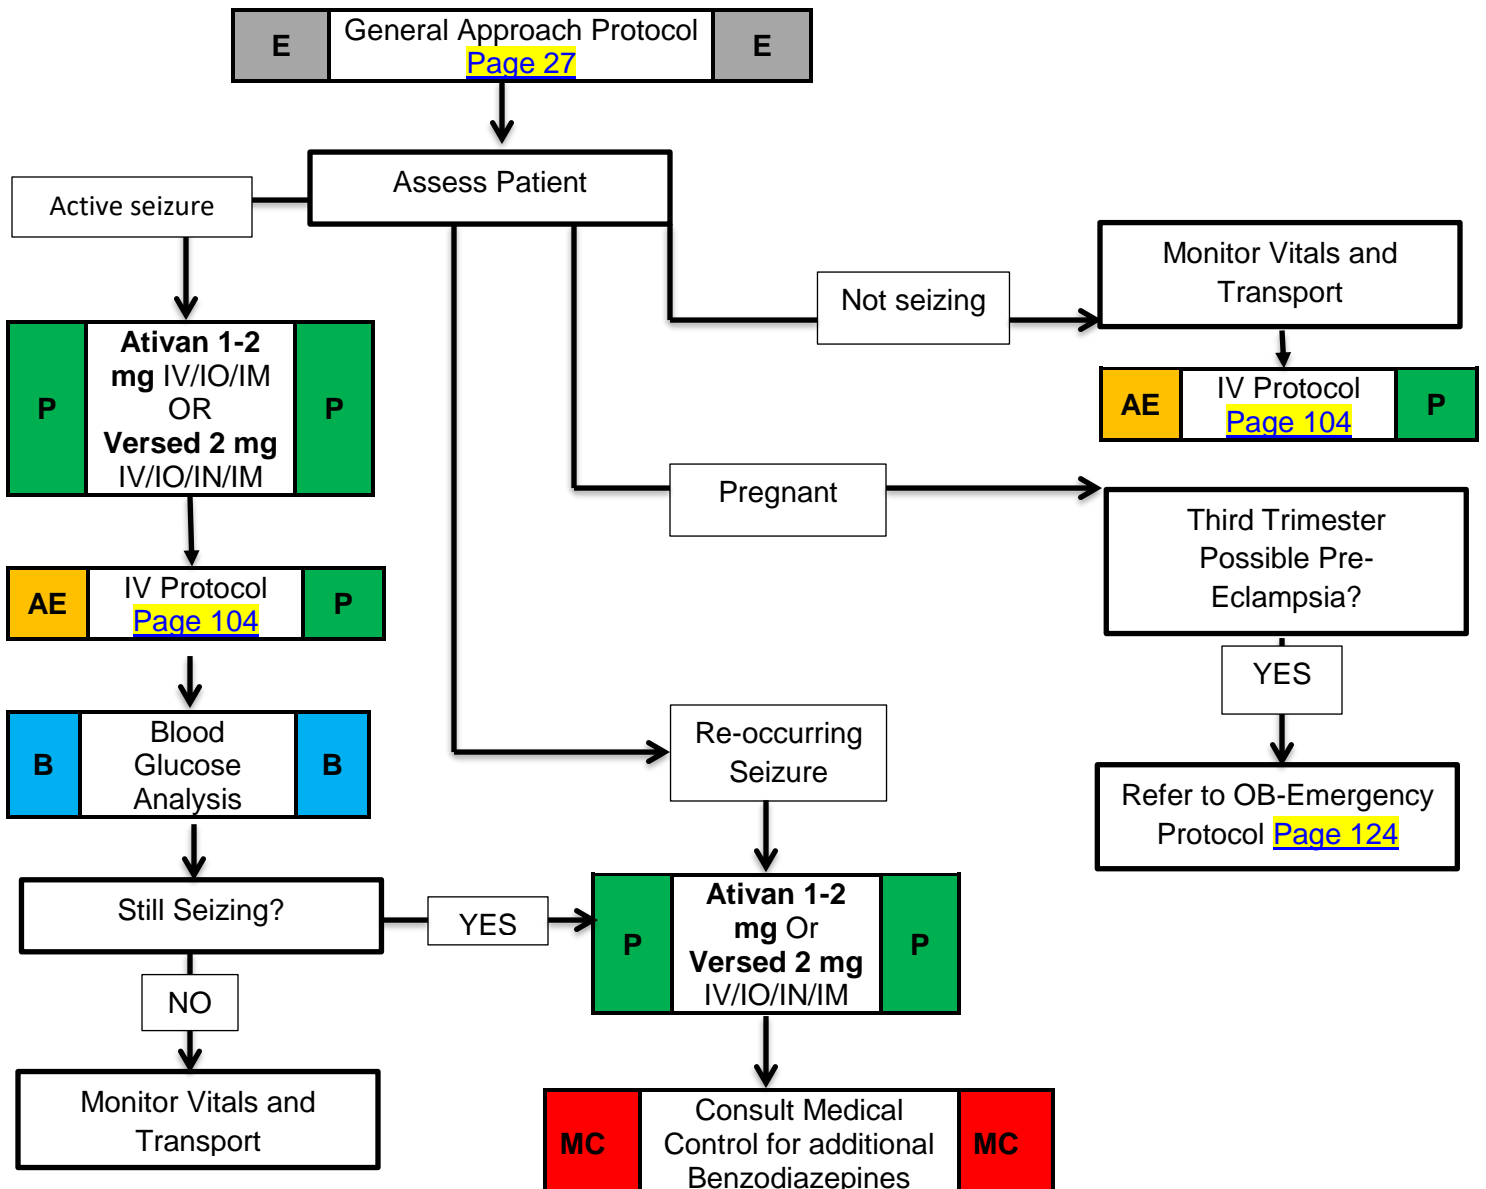 E
General Approach Protocol
Page 27
E
Assess Patient
Active seizure
Not seizing
Monitor Vitals and
Transport
P
Ativan 1-2
mg IV/IO/IM
OR
Versed 2 mg
IV/IO/IN/IM
P
AE
IV Protocol
Page 104
P
Pregnant
Third Trimester
Possible Pre-
Eclampsia?
AE
IV Protocol
Page 104
P
YES
B
Blood
Glucose
Analysis
B
Re-occurring
Seizure
Refer to OB-Emergency
Protocol Page 124
Still Seizing?
YES
P
Ativan 1-2
mg Or
Versed 2 mg
IV/IO/IN/IM
P
NO
Monitor Vitals and
Transport
MC
Consult Medical
Control for additional
Benzodiazepines
MC